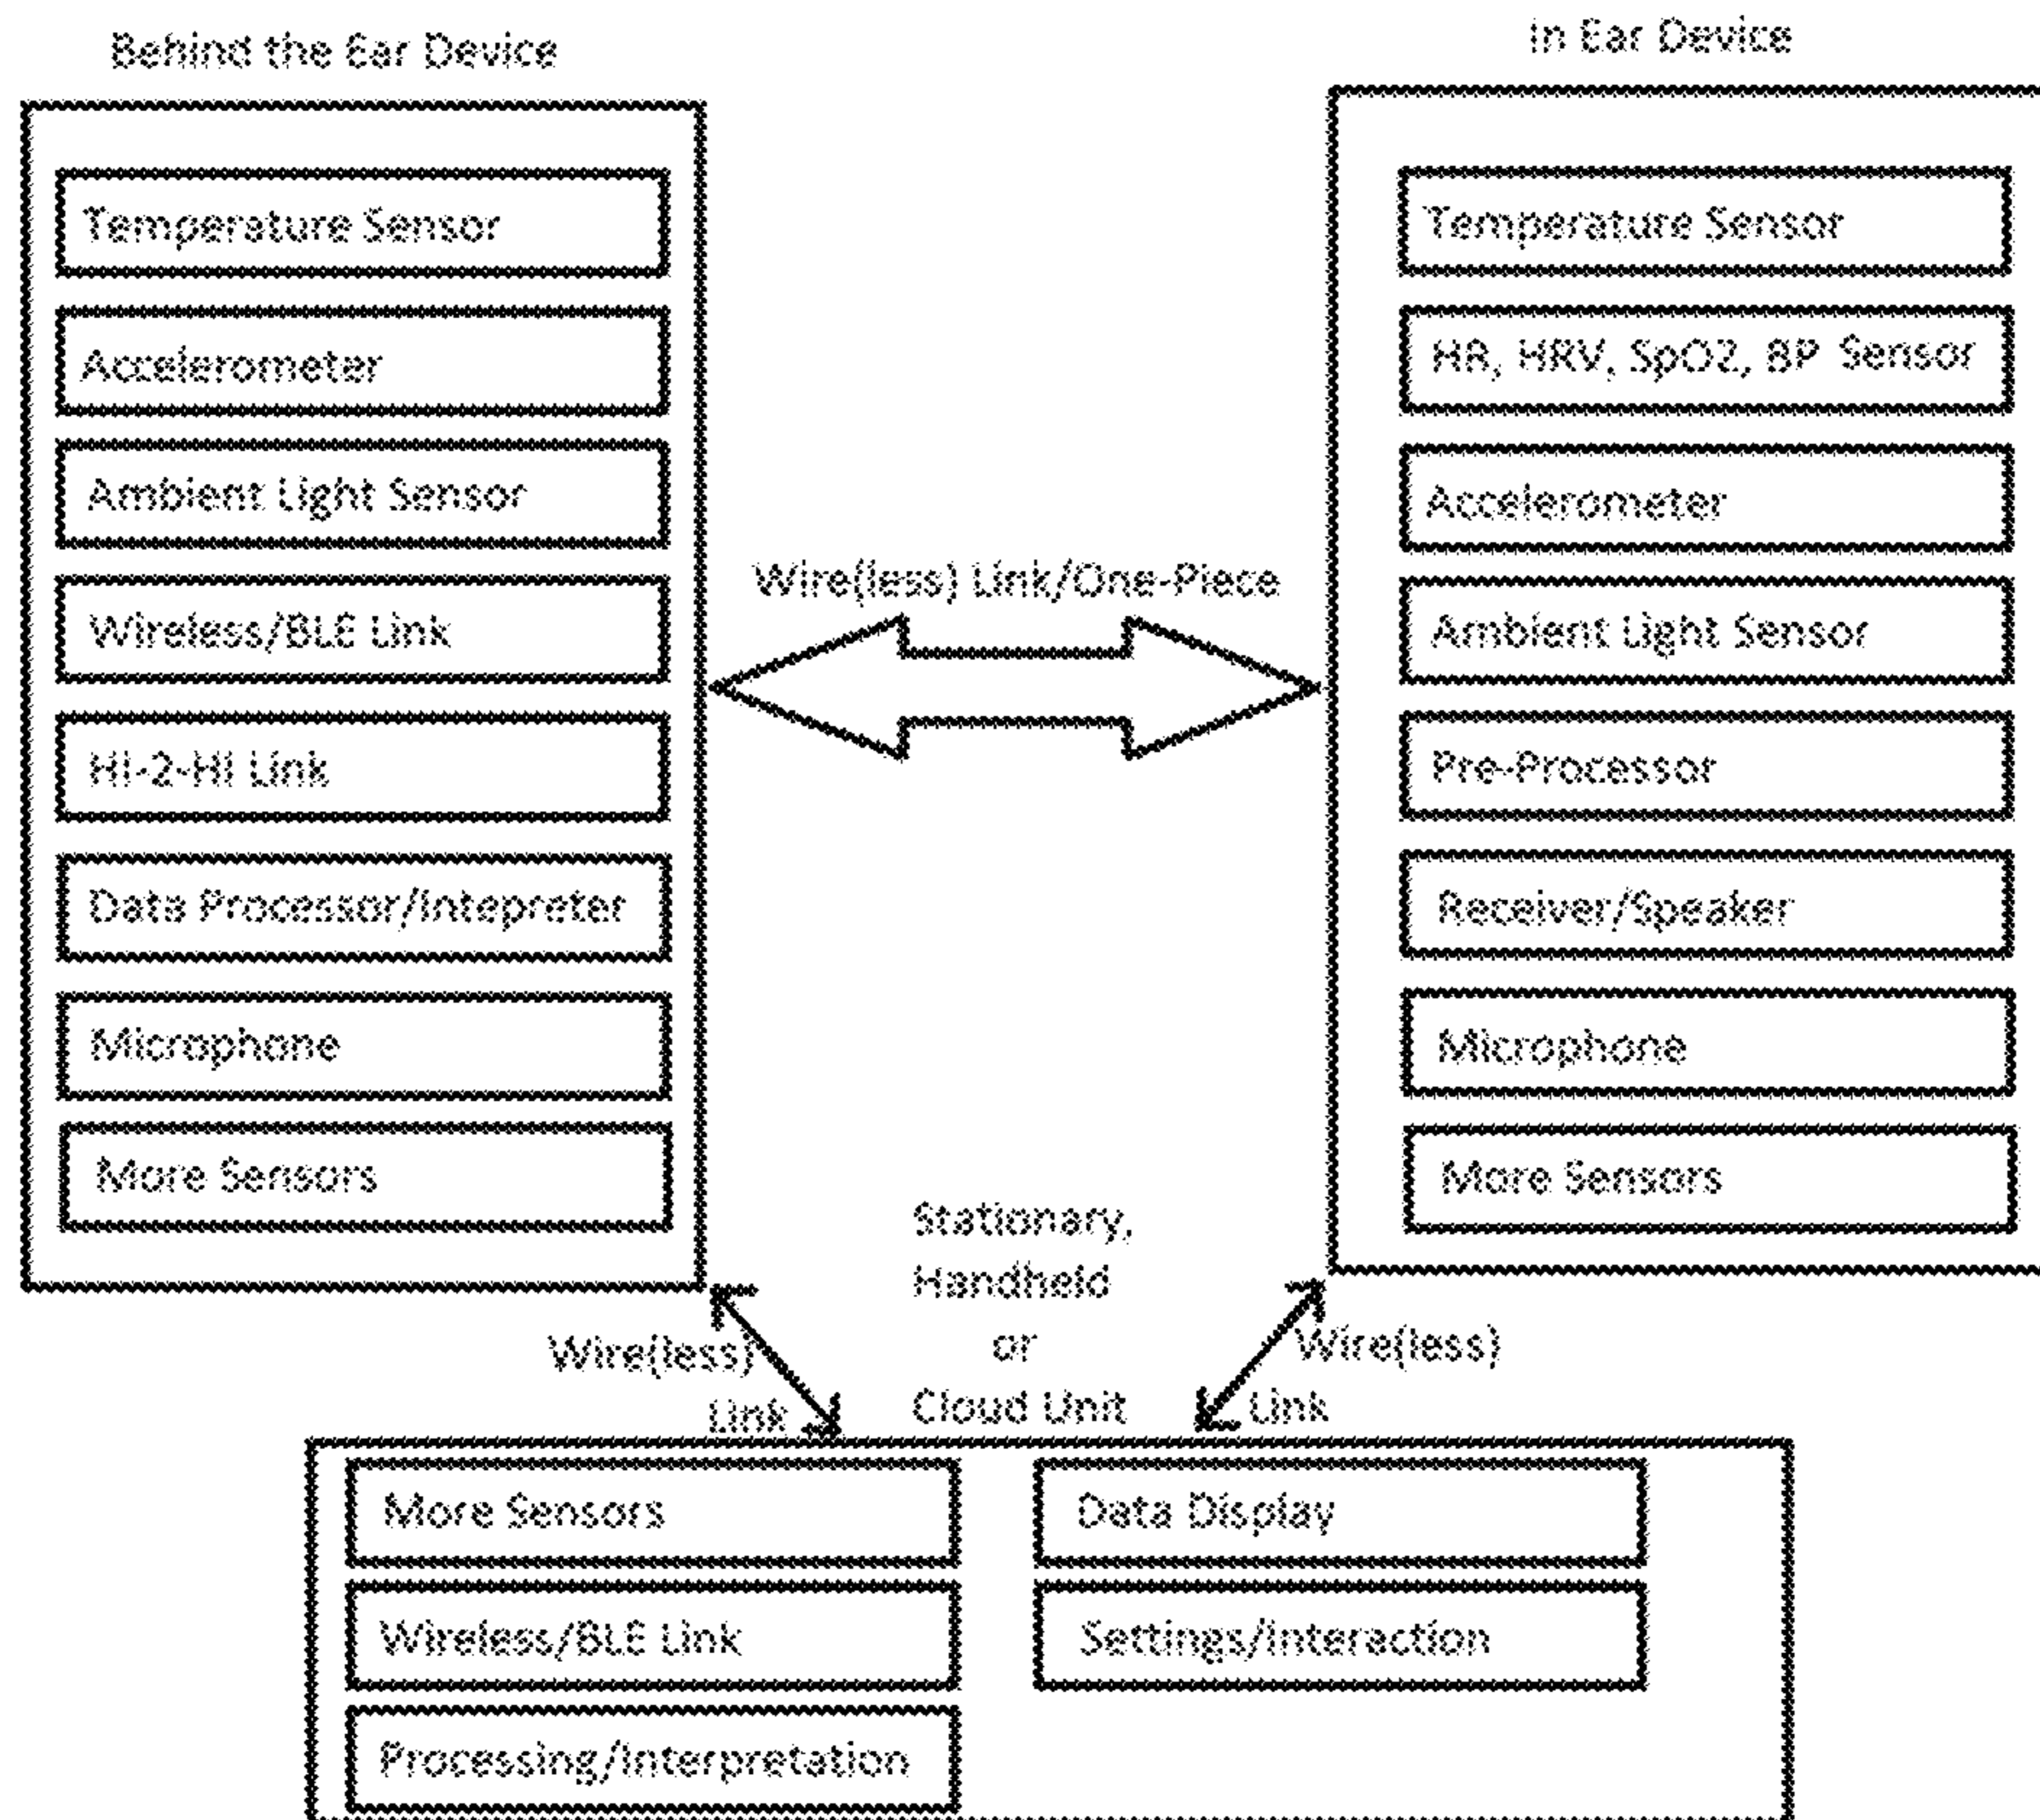 Behind the Ear Device
Temperature Sensor
Accelerometer
Ambient Light Sensor
Wireless/BLE Link
HI-2-HI Link
Data Processor/Intepreter
Microphone
More Sensors
In Ear Device
Temperature Sensor
HR, HRV, SpO2, BP Sensor
Accelerometer
Ambient Light Sensor
Pre-Processor
Receiver/Speaker
Microphone
More Sensors
Wire(less) Link/One-Piece
Wire(less)
Link
Stationary,
Handheld
or
Cloud Unit
Wire(less)
Link
More Sensors
Wireless/BLE Link
Processing/Interpretation
Data Display
Settings/Interaction